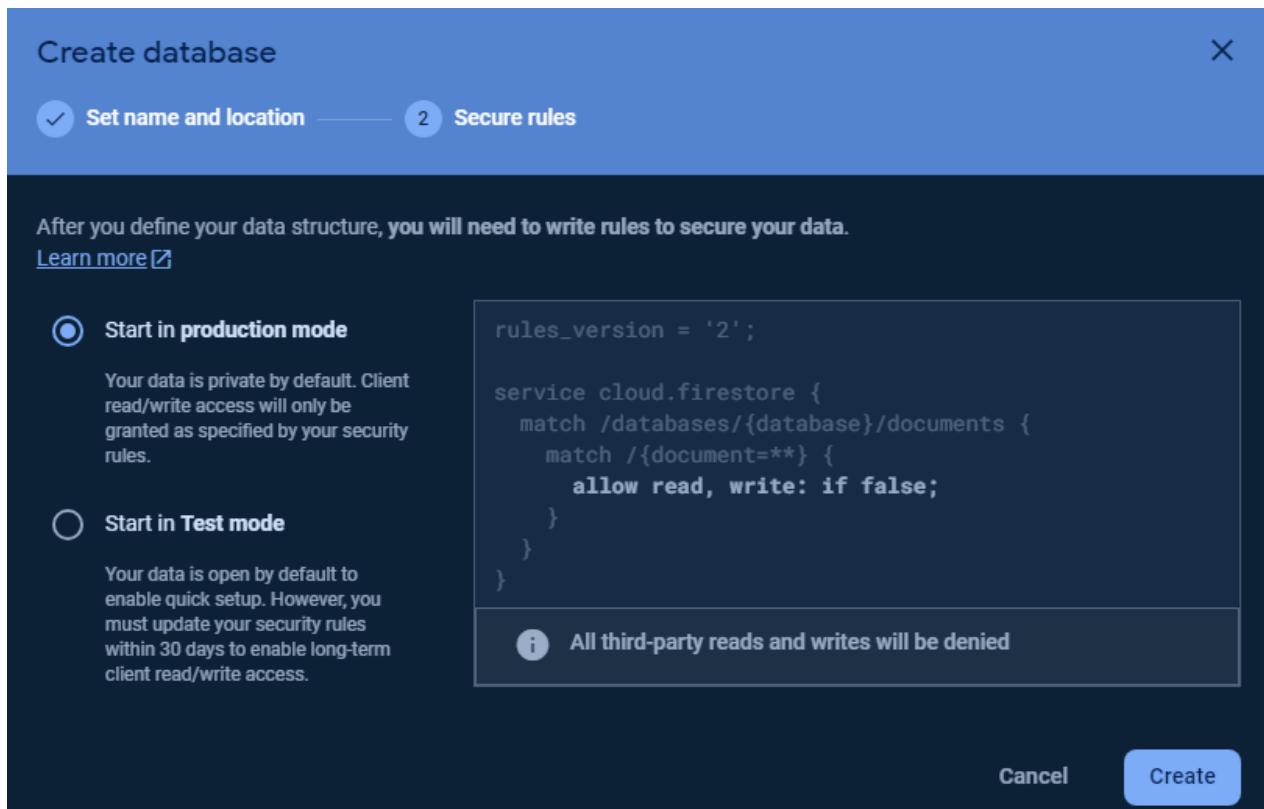 Create database
Set name and location
2 Secure rules
After you define your data structure, you will need to write rules to secure your data.
Learn more
Start in production mode
Your data is private by default. Client
read/write access will only be
granted as specified by your security
rules.
Start in Test mode
Your data is open by default to
enable quick setup. However, you
must update your security rules
within 30 days to enable long-term
client read/write access.
rules_version = '2';
service cloud.firestore {
match /databases/{database}/documents {
match /{document=**} {
allow read, write: if false;
}
}
}
All third-party reads and writes will be denied
Cancel
Create